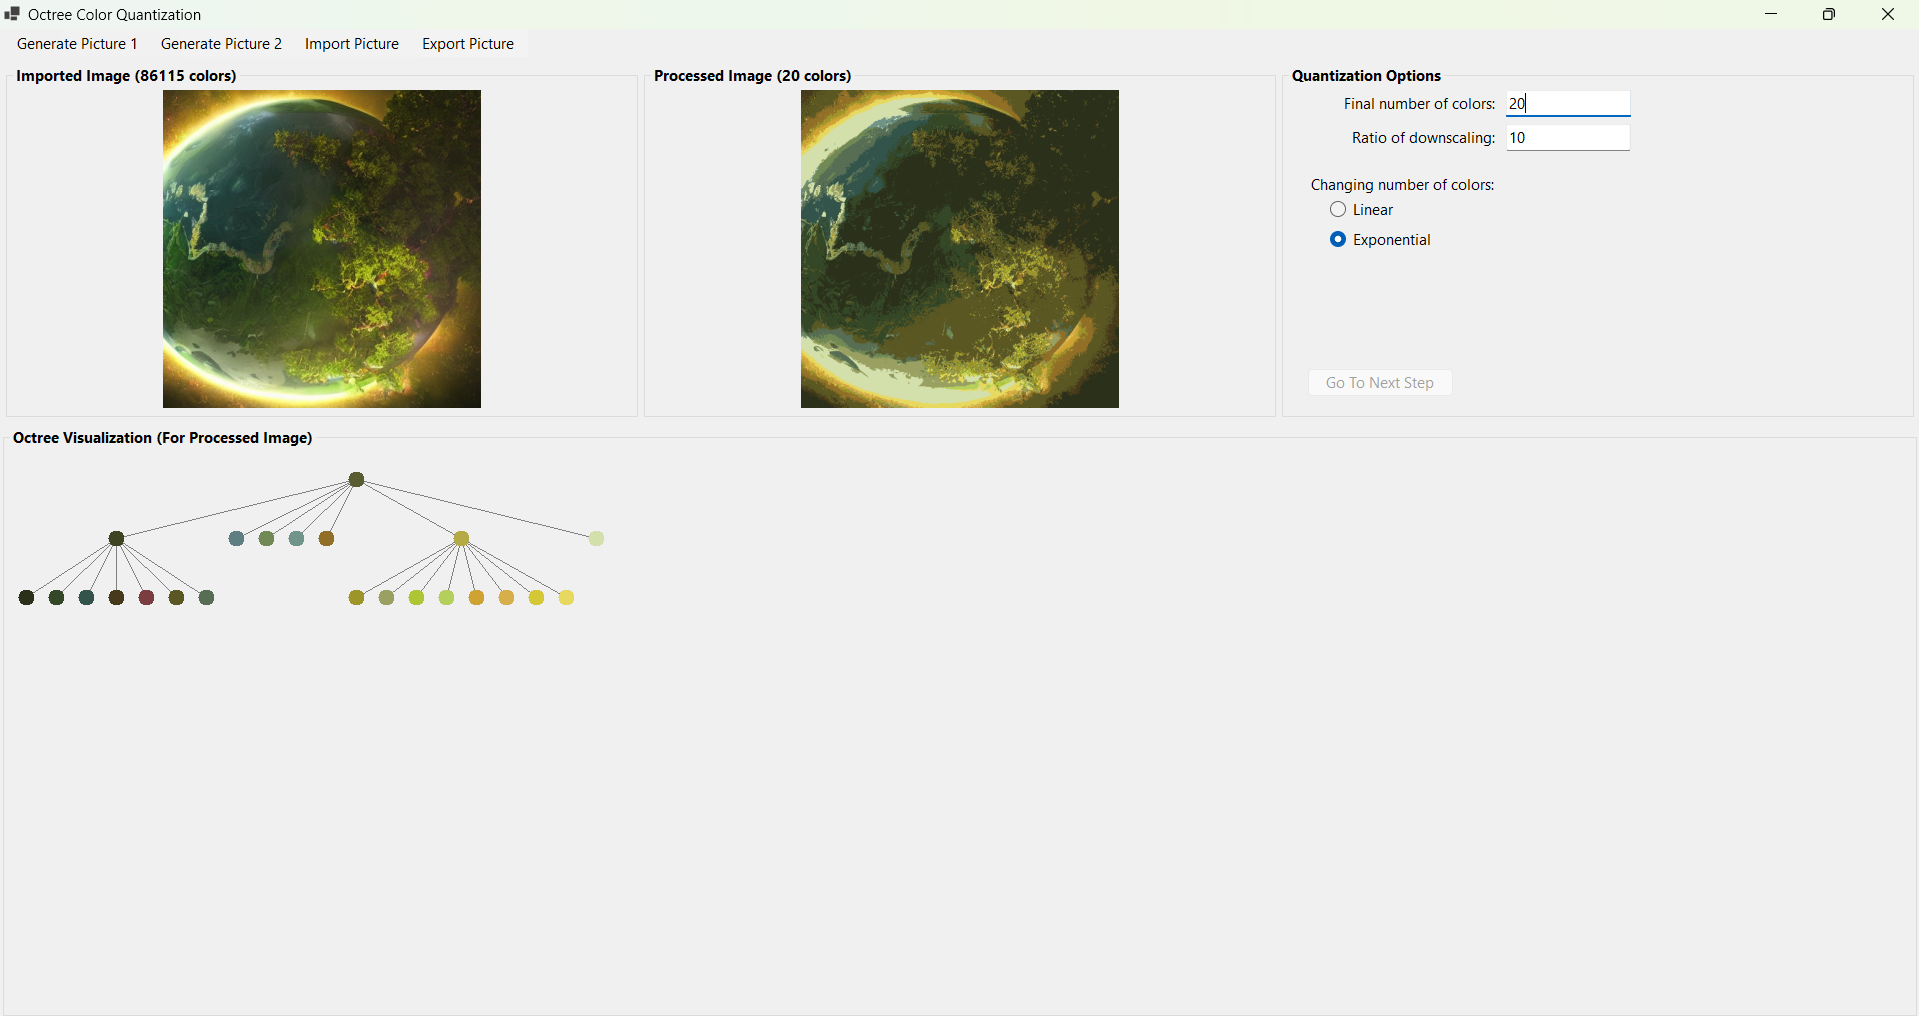 Octree Color Quantization
Generate Picture 1 Generate Picture 2 Import Picture Export Picture
Imported Image (86115 colors)
Processed Image (20 colors)
Quantization Options
Final number of colors: 20
Ratio of downscaling: 10
Changing number of colors:
Linear
Exponential
Go To Next Step
Octree Visualization (For Processed Image)